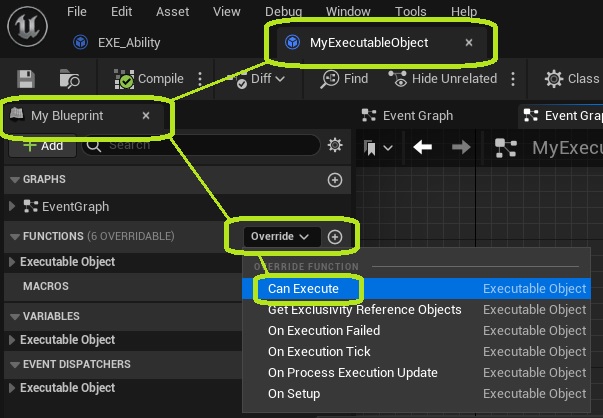 File Edit Asset View Debug Window Tools Help
EXE_Ability MyExecutableObject
Compile Diff Find Hide Unrelated Class
My Blueprint Event Graph Event Grap
Add Search MyExecu
GRAPHS
EventGraph
FUNCTIONS (6 OVERRIDABLE) Override
Executable Object OVERRIDE FUNCTION
MACROS Can Execute Executable Object
Get Exclusivity Reference Objects Executable Object
VARIABLES On Execution Failed Executable Object
Executable Object On Execution Tick Executable Object
EVENT DISPATCHERS On Process Execution Update Executable Object
Executable Object On Setup Executable Object